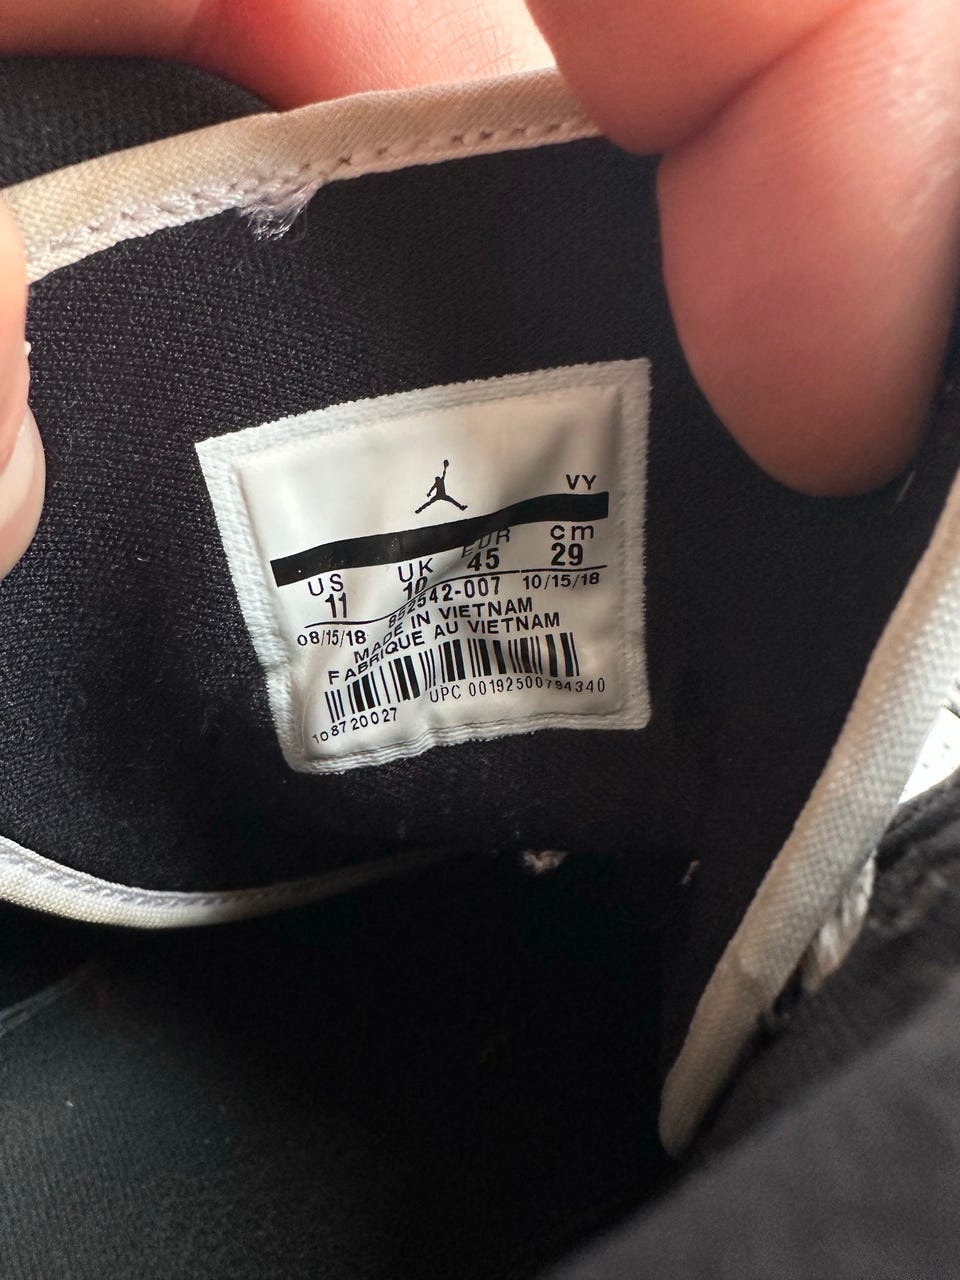 VY
US UK EUR cm
11 10 45 29
08/15/18 852542-007 10/15/18
MADE IN VIETNAM
FABRIQUE AU VIETNAM
108720027 UPC 00192500794340